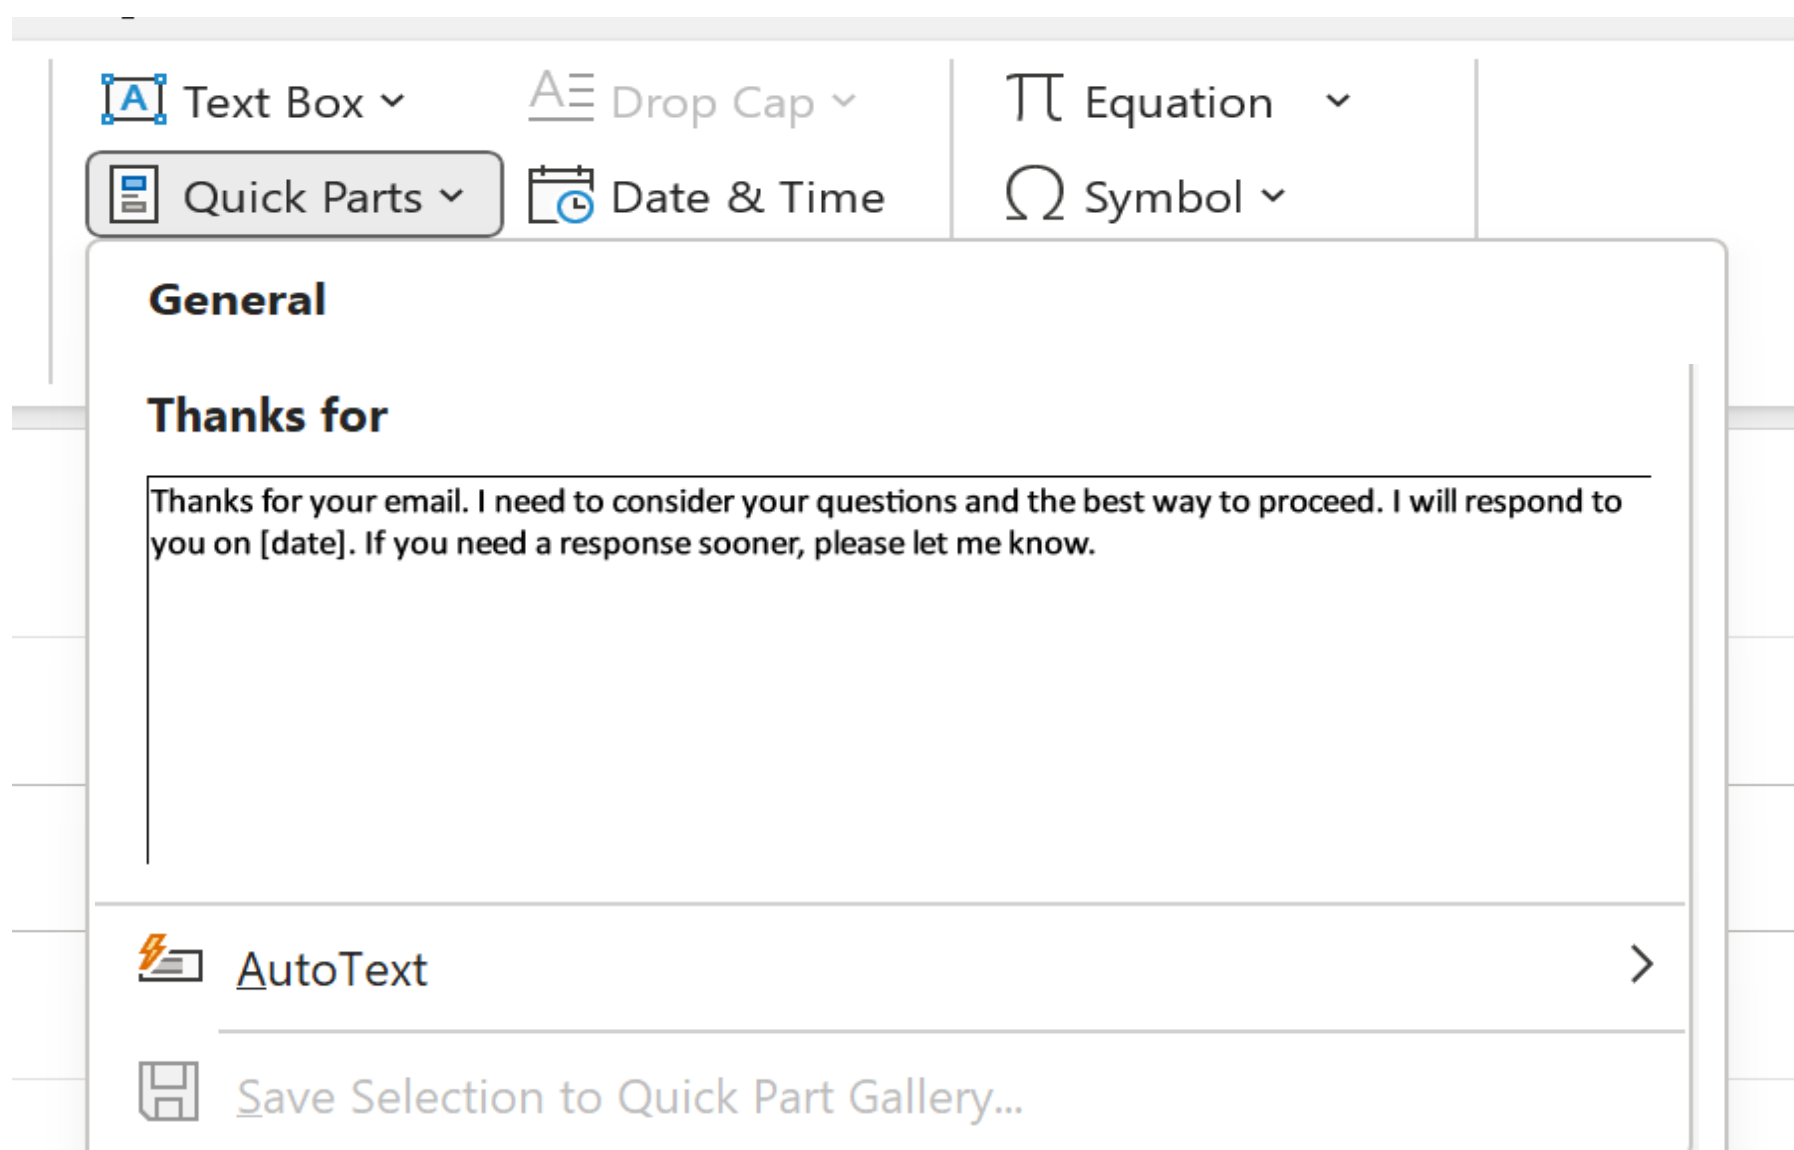 Text Box
Drop Cap
Equation
Quick Parts
Date & Time
Symbol
General
Thanks for
Thanks for your email. I need to consider your questions and the best way to proceed. I will respond to
you on [date]. If you need a response sooner, please let me know.
AutoText
Save Selection to Quick Part Gallery...